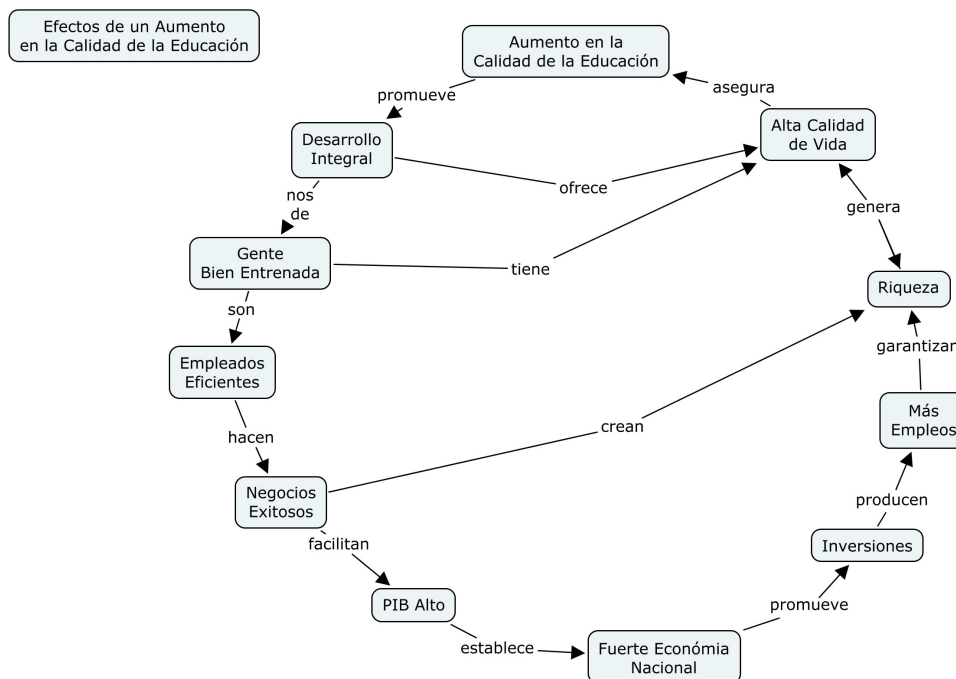 Efectos de un Aumento
en la Calidad de la Educación
Aumento en la
Calidad de la Educación
promueve
asegura
Desarrollo
Integral
Alta Calidad
de Vida
ofrece
nos
de
genera
Gente
Bien Entrenada
tiene
Riqueza
son
garantizan
Empleados
Eficientes
Más
Empleos
hacen
crean
Negocios
Exitosos
producen
facilitan
Inversiones
PIB Alto
promueve
establece
Fuerte Económia
Nacional